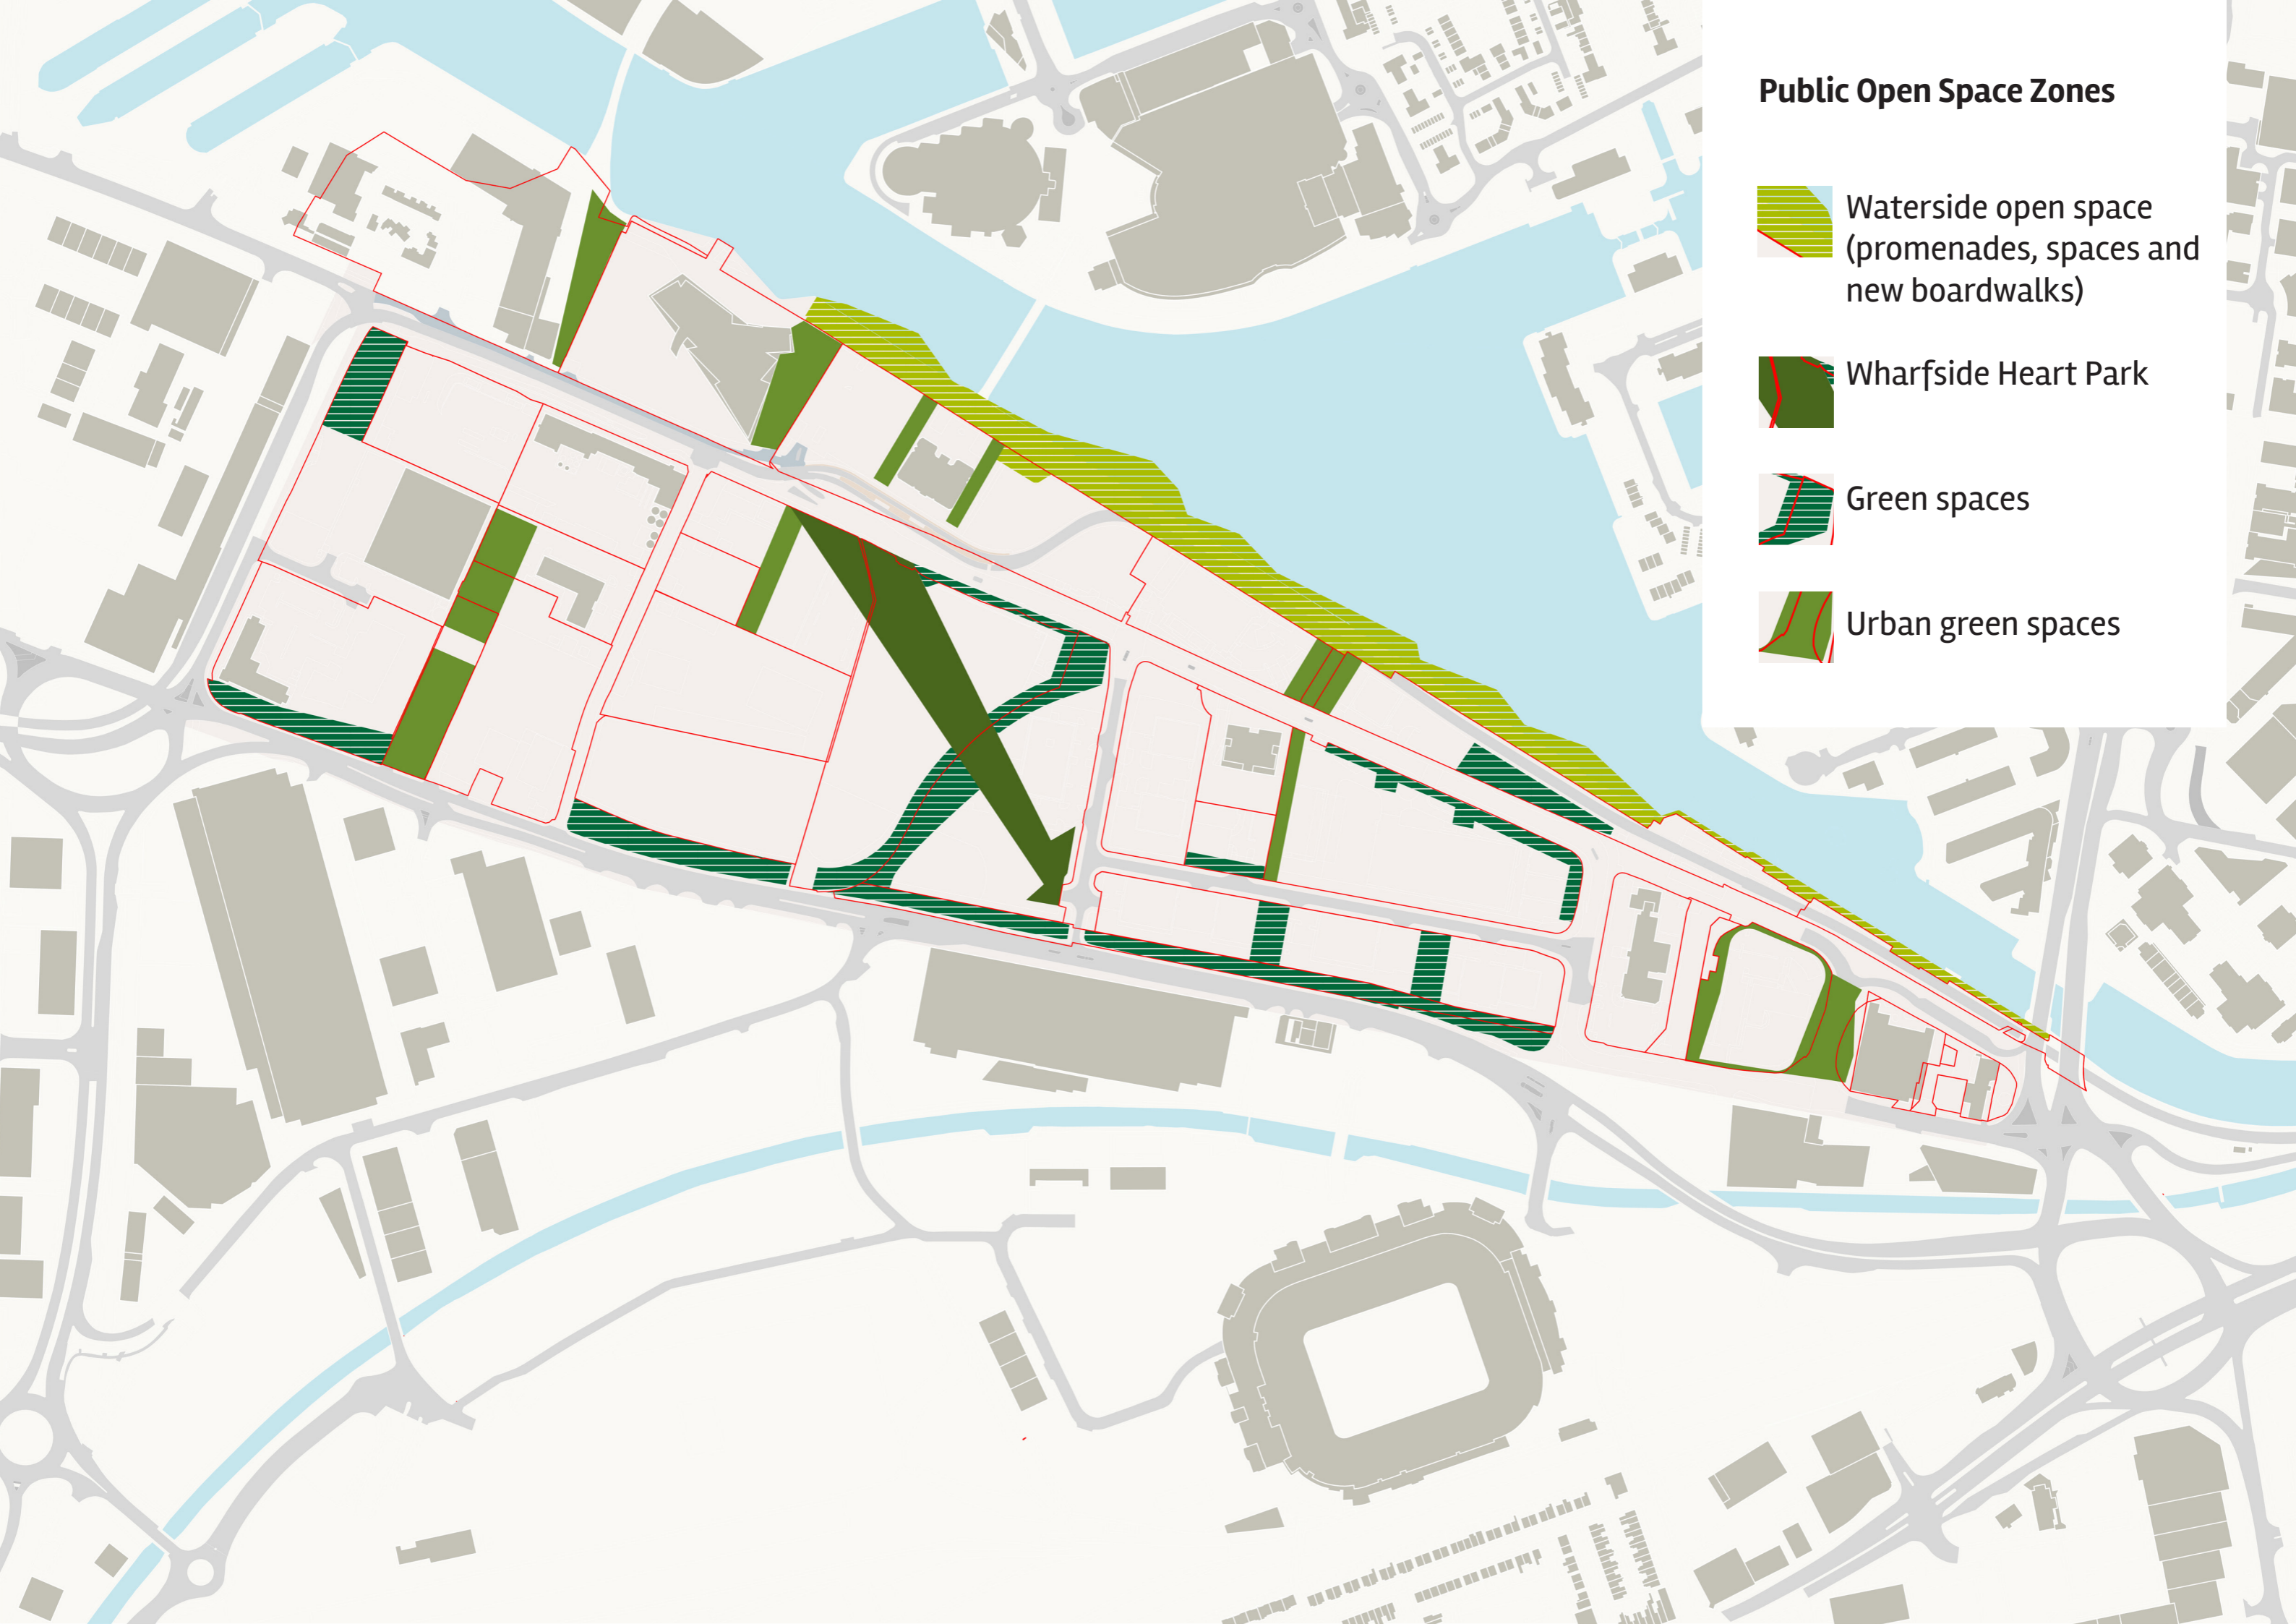 Public Open Space Zones
Waterside open space
(promenades, spaces and
new boardwalks)
Wharfside Heart Park
Green spaces
Urban green spaces